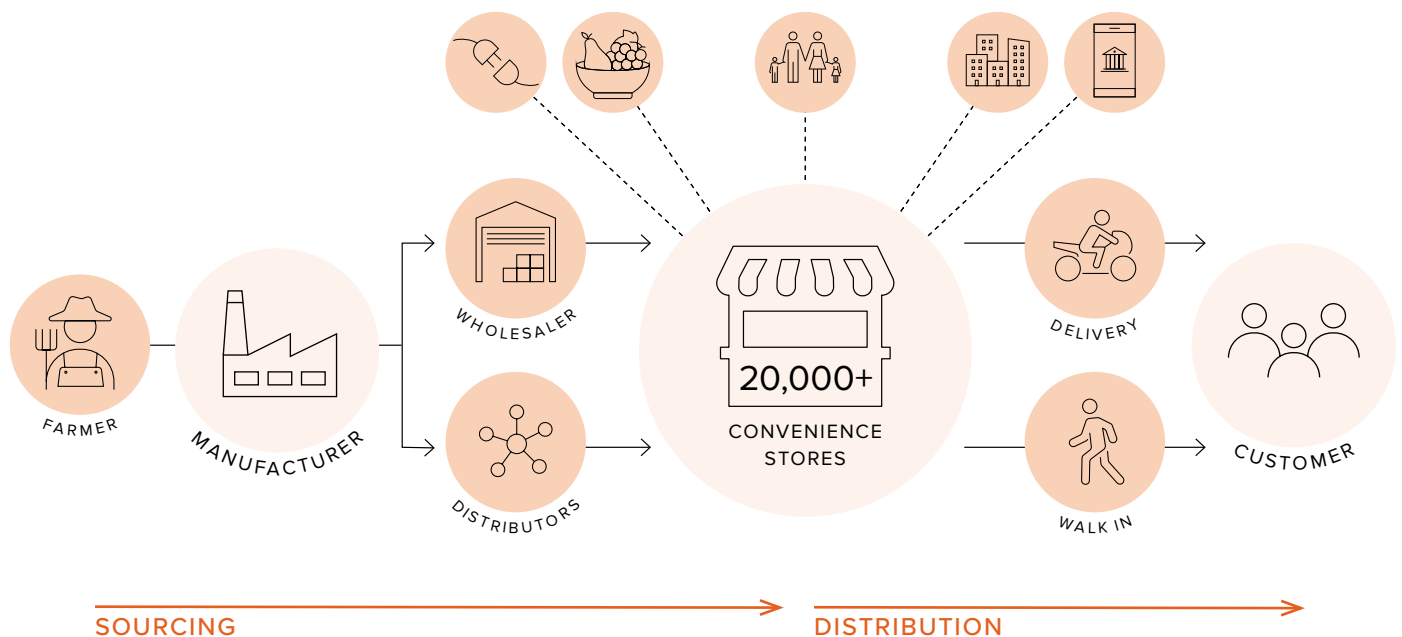 FARMER
MANUFACTURER
WHOLESALER
DISTRIBUTORS
20,000+
CONVENIENCE
STORES
DELIVERY
WALK IN
CUSTOMER
SOURCING
DISTRIBUTION